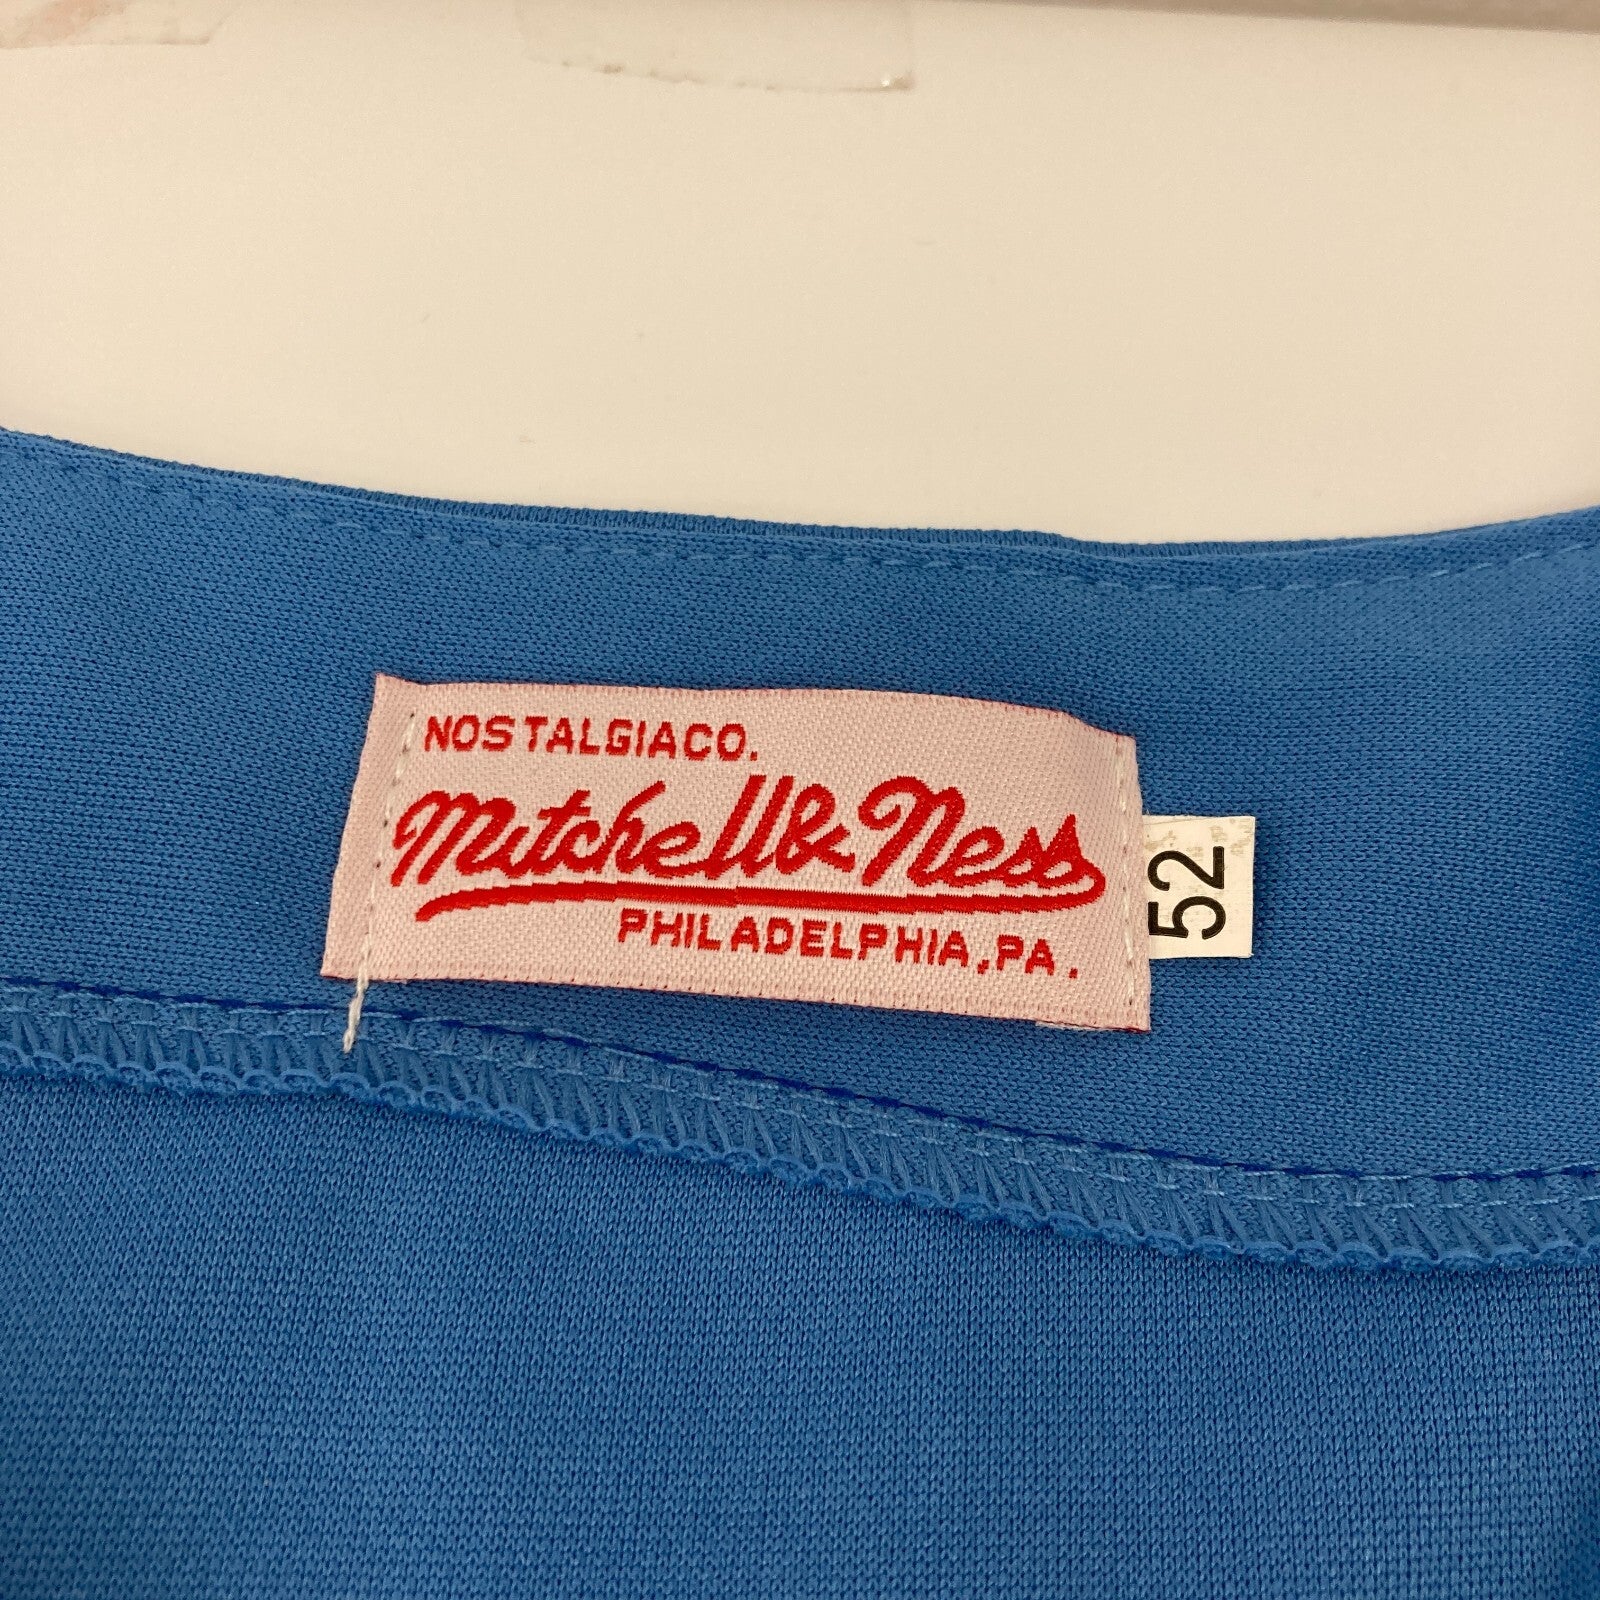 NOSTALGIACO.
Mitchell & Ness
PHILADELPHIA, PA.
52